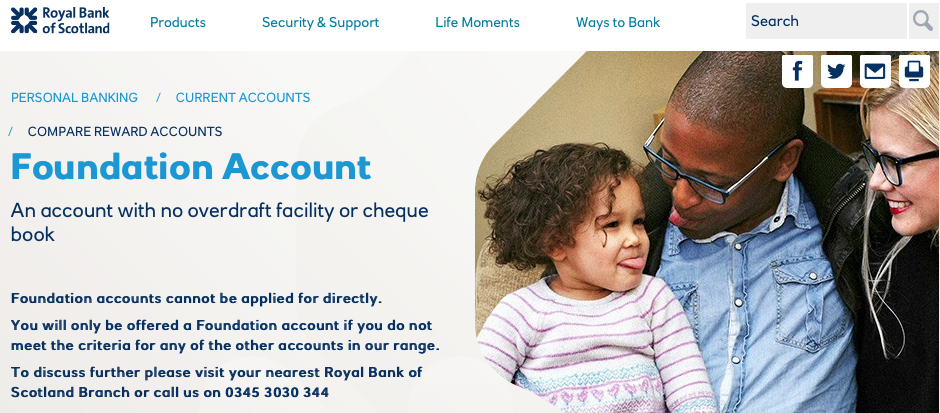 Royal Bank
of Scotland
Products
Security & Support
Life Moments
Ways to Bank
Search
PERSONAL BANKING / CURRENT ACCOUNTS
/ COMPARE REWARD ACCOUNTS
Foundation Account
An account with no overdraft facility or cheque
book
Foundation accounts cannot be applied for directly.
You will only be offered a Foundation account if you do not
meet the criteria for any of the other accounts in our range.
To discuss further please visit your nearest Royal Bank of
Scotland Branch or call us on 0345 3030 344